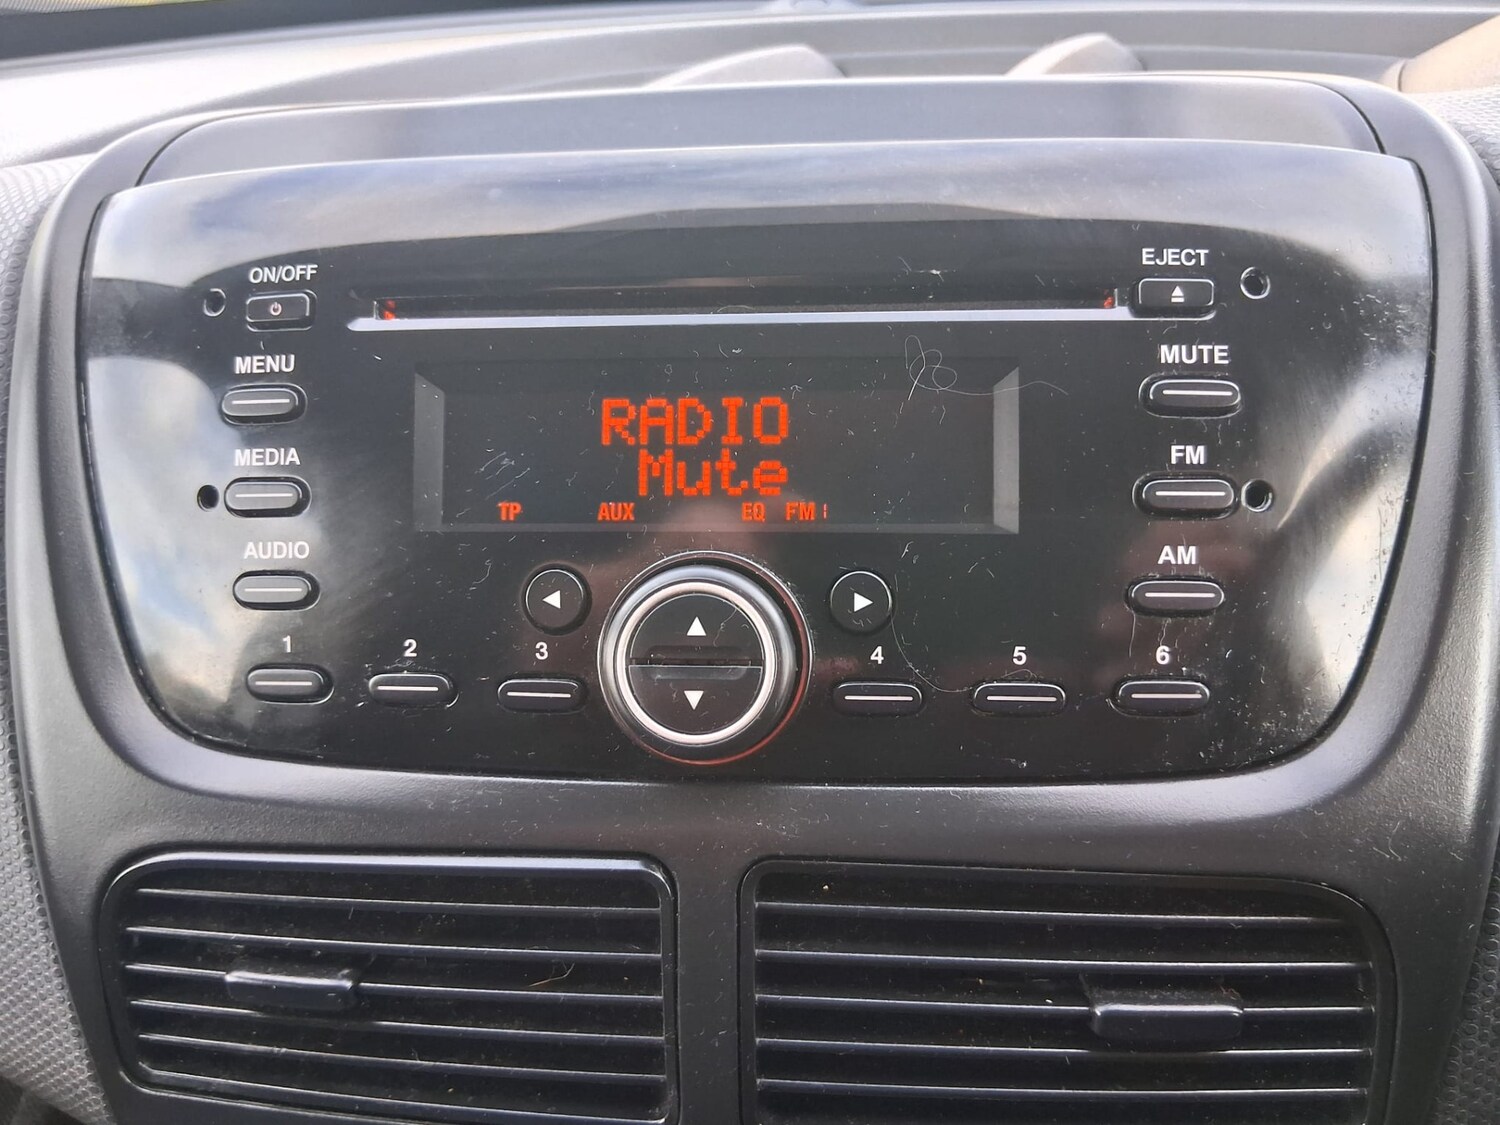 ON/OFF
EJECT
MENU
MUTE
RADIO
Mute
MEDIA
FM
TP AUX EQ FM
AUDIO
AM
1 2 3 4 5 6